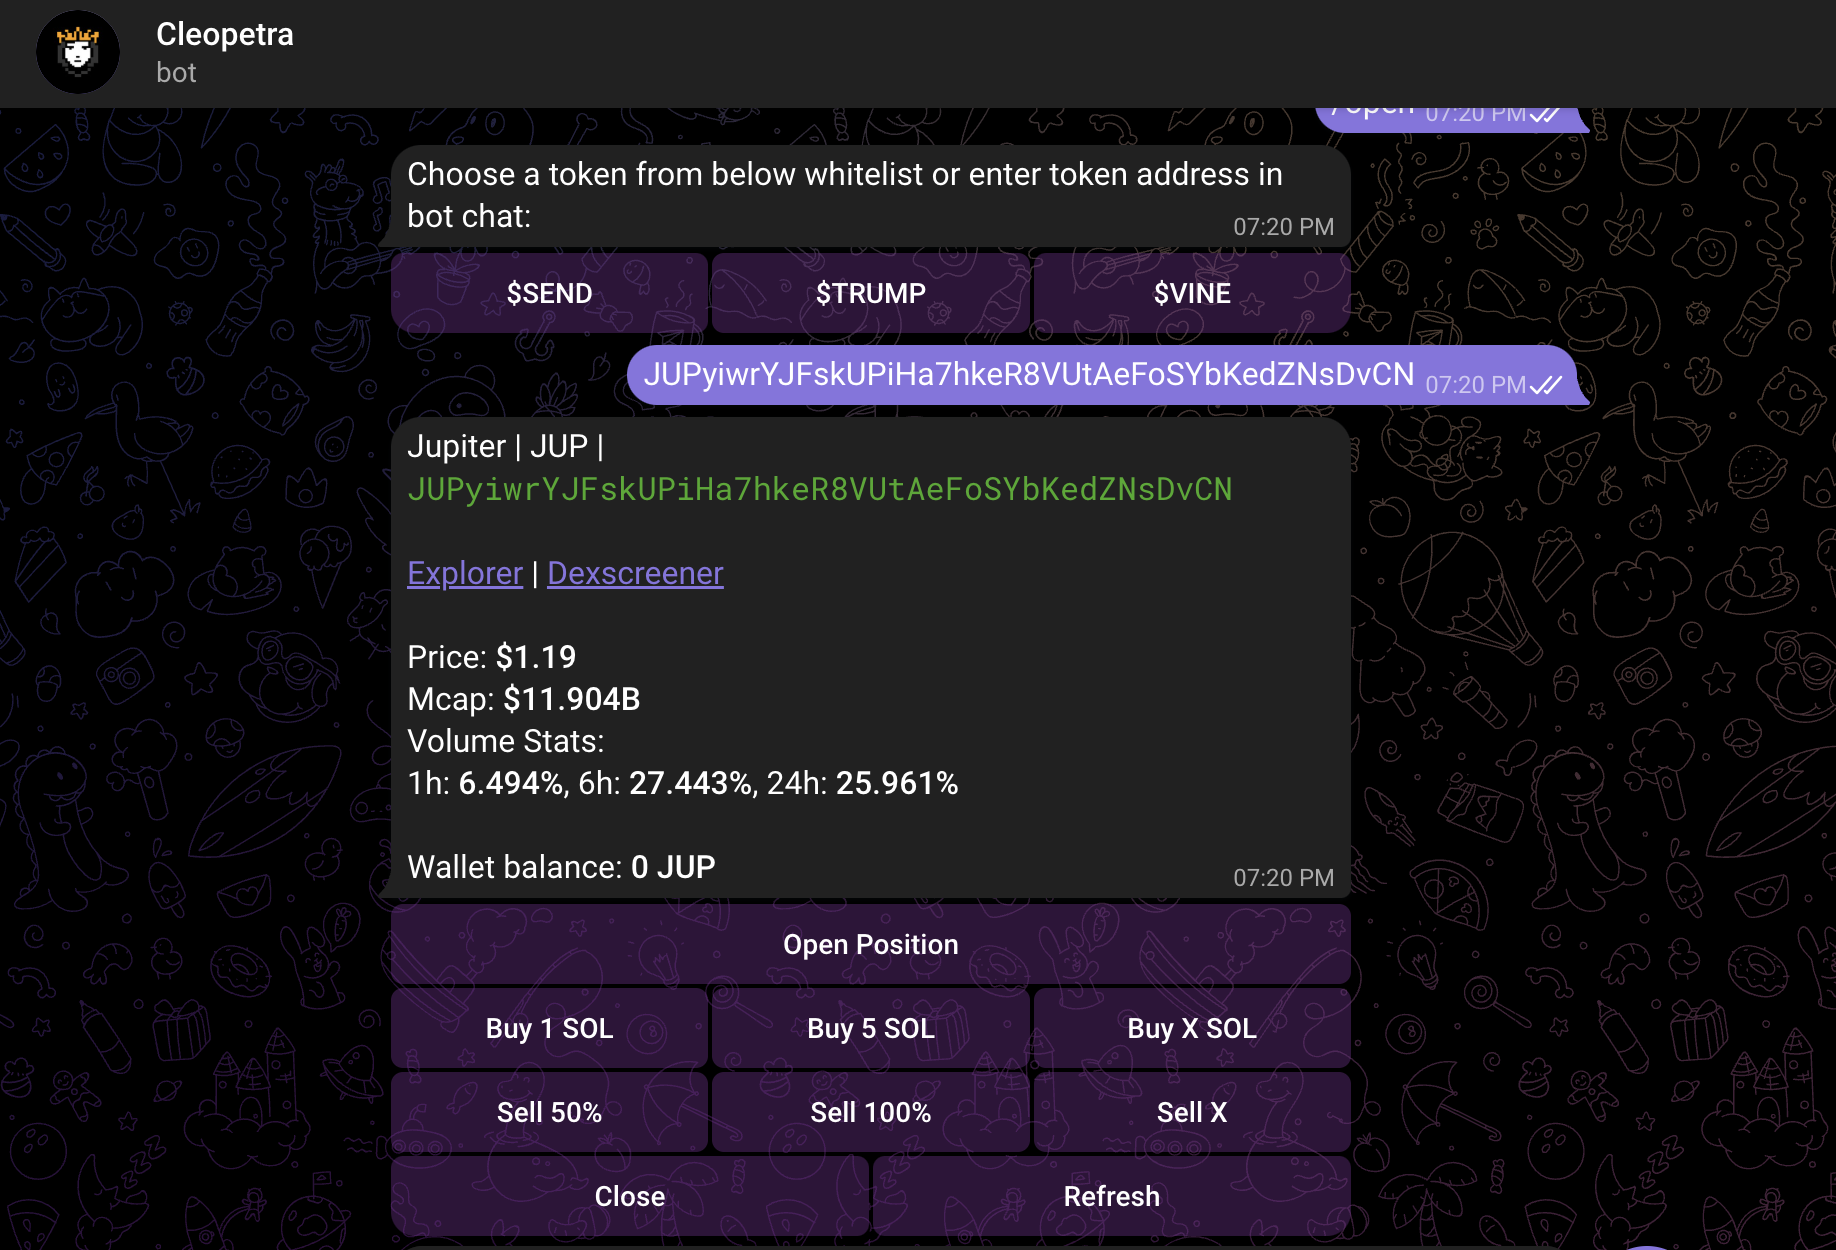 Cleopetra
bot
/open 07:20 PM
Choose a token from below whitelist or enter token address in
bot chat:
07:20 PM
$SEND $TRUMP $VINE
JUPyiwrYJFskUPiHa7hkeR8VUtAeFoSYbKedZNsDvCN 07:20 PM
Jupiter | JUP |
JUPyiwrYJFskUPiHa7hkeR8VUtAeFoSYbKedZNsDvCN
Explorer | Dexscreener
Price: $1.19
Mcap: $11.904B
Volume Stats:
1h: 6.494%, 6h: 27.443%, 24h: 25.961%
Wallet balance: 0 JUP
07:20 PM
Open Position
Buy 1 SOL Buy 5 SOL Buy X SOL
Sell 50% Sell 100% Sell X
Close Refresh